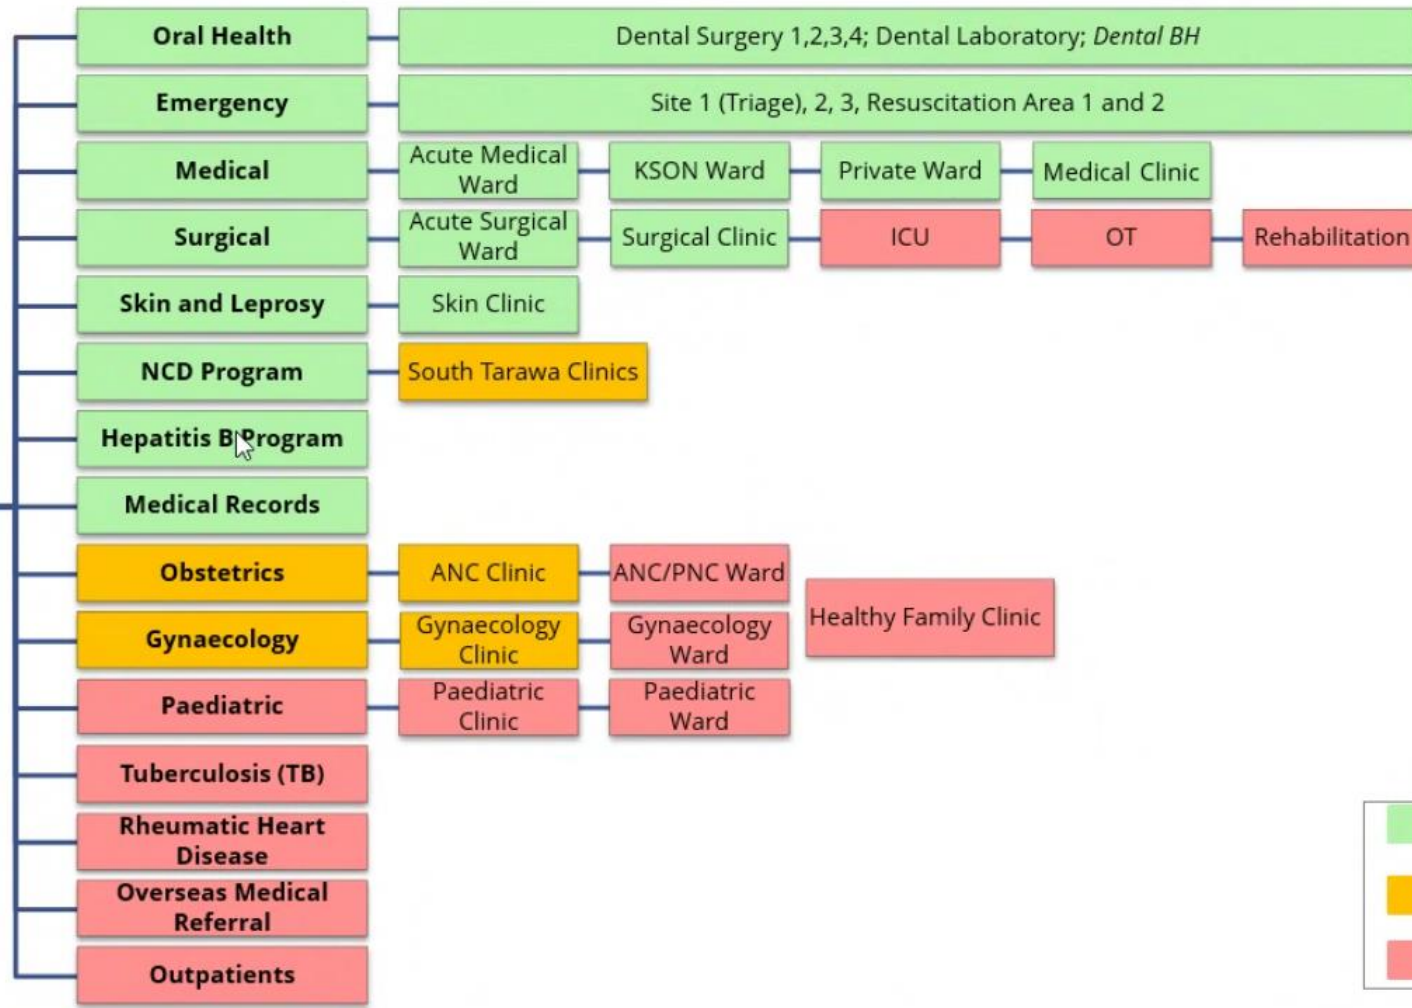 Oral Health
Dental Surgery 1,2,3,4; Dental Laboratory; Dental BH
Emergency
Site 1 (Triage), 2, 3, Resuscitation Area 1 and 2
Medical
Acute Medical
Ward
KSON Ward
Private Ward
Medical Clinic
Surgical
Acute Surgical
Ward
Surgical Clinic
ICU
OT
Rehabilitation
Skin and Leprosy
Skin Clinic
NCD Program
South Tarawa Clinics
Hepatitis B Program
Medical Records
Obstetrics
ANC Clinic
ANC/PNC Ward
Healthy Family Clinic
Gynaecology
Gynaecology
Clinic
Gynaecology
Ward
Paediatric
Paediatric
Clinic
Paediatric
Ward
Tuberculosis (TB)
Rheumatic Heart
Disease
Overseas Medical
Referral
Outpatients